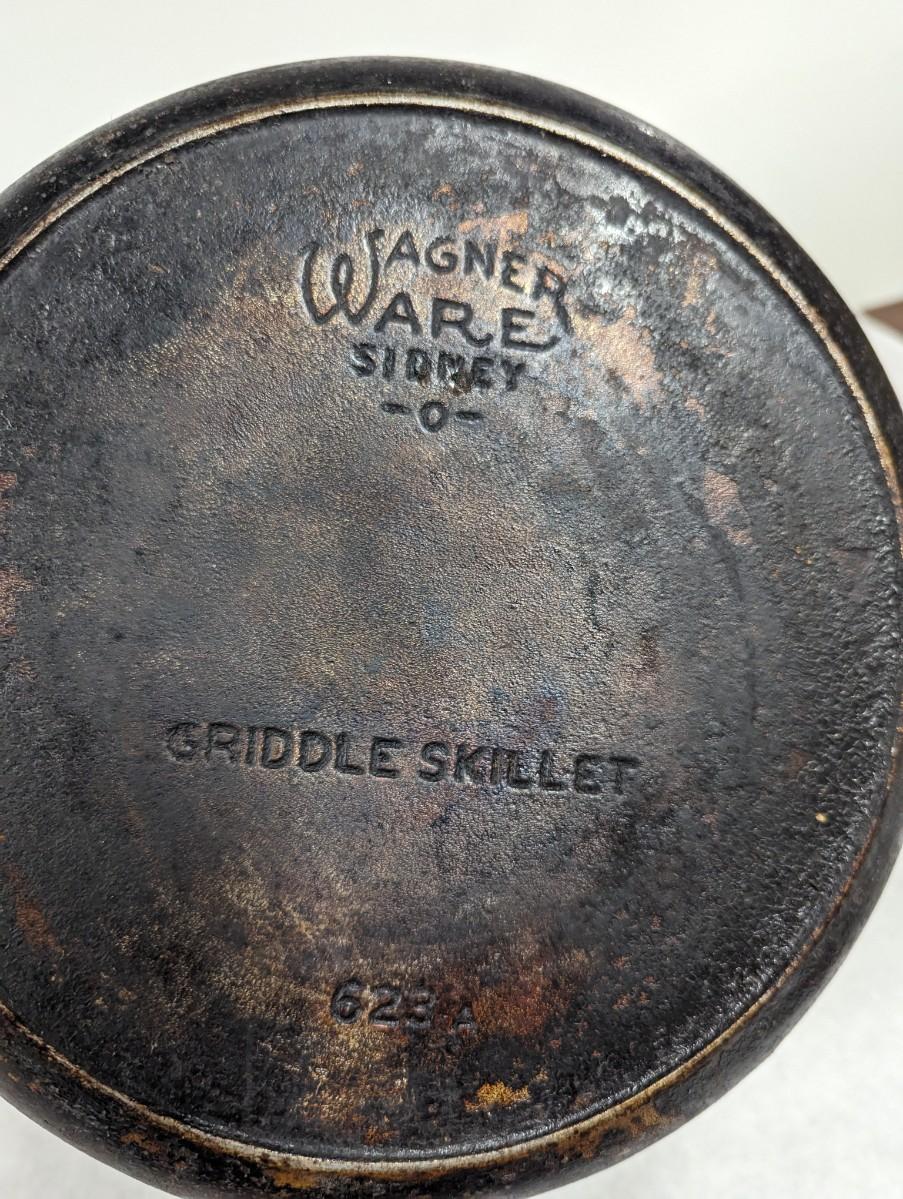 WAGNER
WARE
SIDNEY
-O-
GRIDDLE SKILLET
623 A